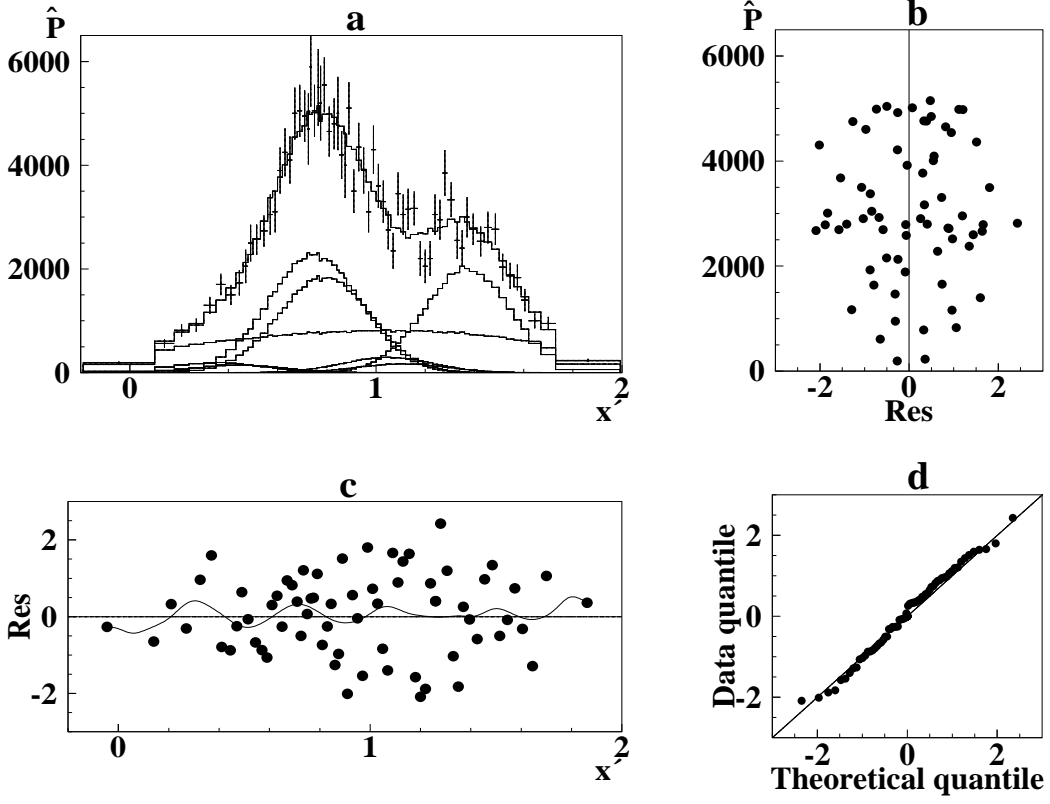 P̂ a
6000
4000
2000
0
0 1 2
x′
P̂ b
6000
4000
2000
0
-2 0 2
Res
c
Res
2
0
-2
0 1 2
x′
d
Data quantile
2
0
-2
-2 0 2
Theoretical quantile